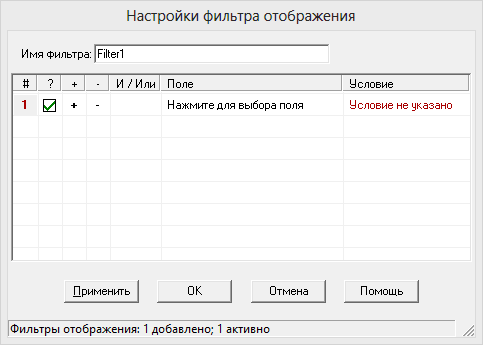 Настройки фильтра отображения
Имя фильтра: Filter1
# ? + - И / Или Поле Условие
1 + - Нажмите для выбора поля Условие не указано
Применить OK Отмена Помощь
Фильтры отображения: 1 добавлено; 1 активно